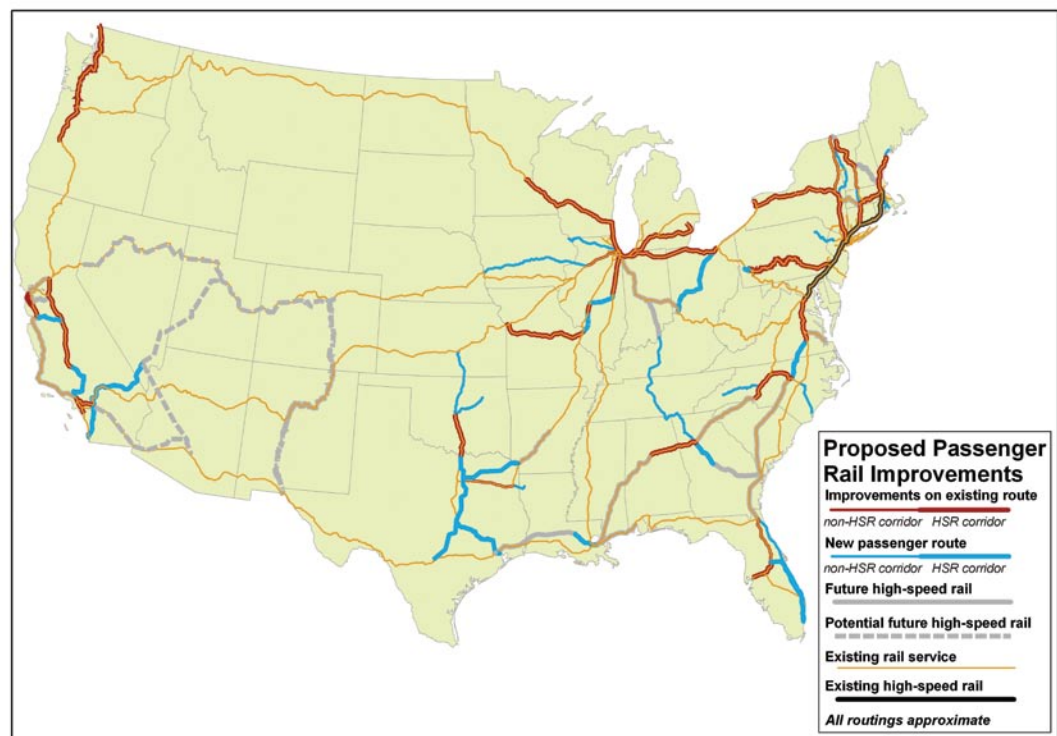 Proposed Passenger
Rail Improvements
Improvements on existing route
non-HSR corridor HSR corridor
New passenger route
non-HSR corridor HSR corridor
Future high-speed rail
Potential future high-speed rail
Existing rail service
Existing high-speed rail
All routings approximate